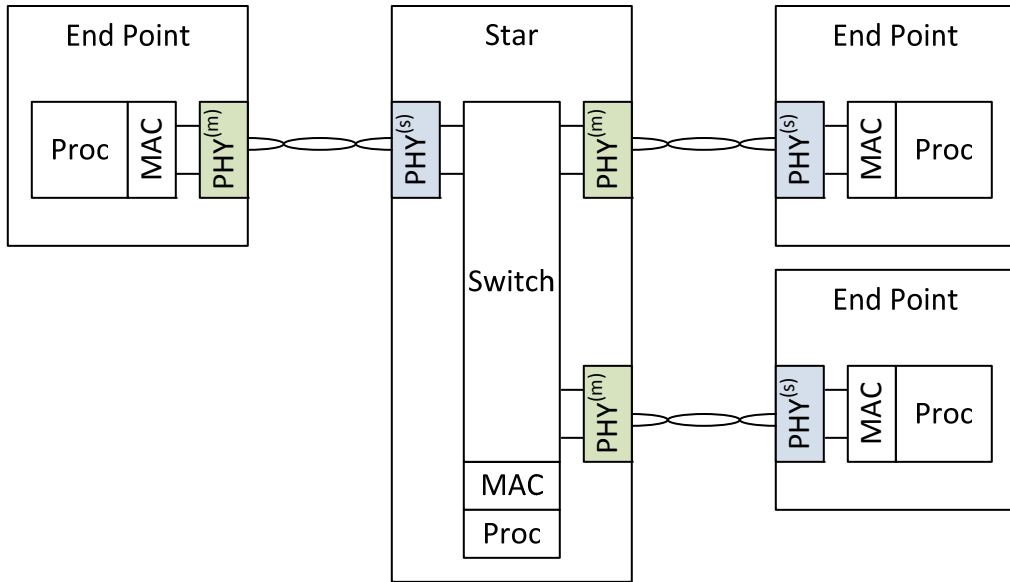 End Point
Proc
MAC
PHY(m)
Star
PHY(s)
Switch
PHY(m)
PHY(m)
MAC
Proc
End Point
PHY(s)
MAC
Proc
End Point
PHY(s)
MAC
Proc